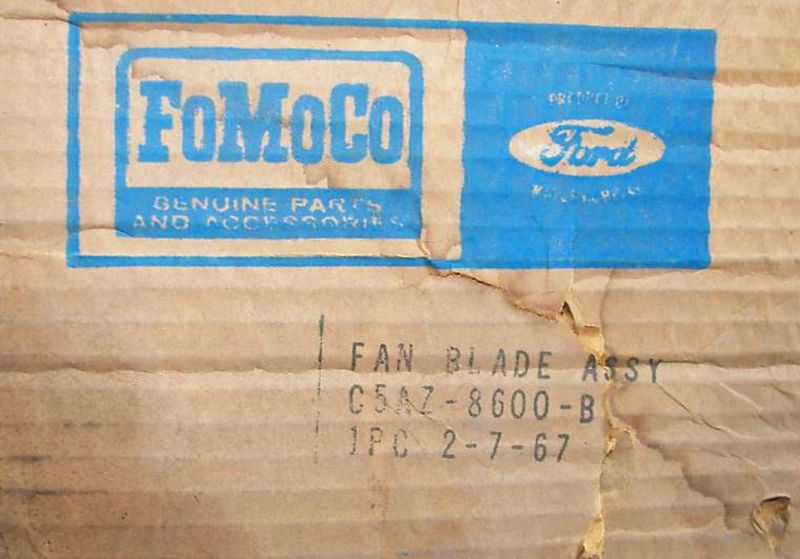 FoMoCo
GENUINE PARTS
AND ACCESSORIES
Ford
FAN BLADE ASSY
C5AZ-8600-B
1PC 2-7-67